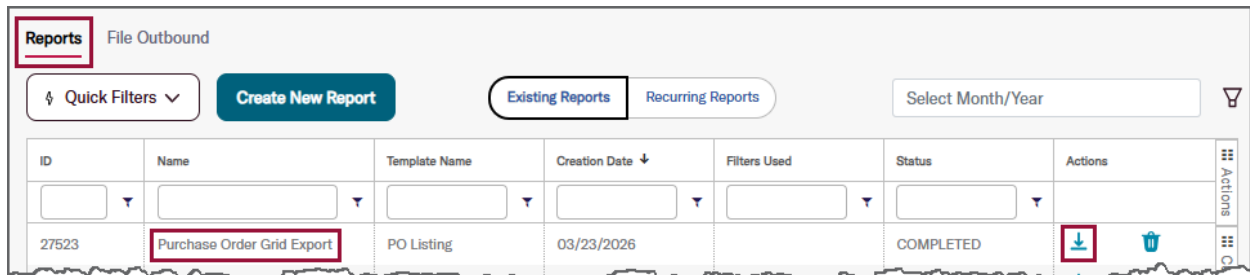 Reports File Outbound
Quick Filters Create New Report Existing Reports Recurring Reports Select Month/Year
ID Name Template Name Creation Date Filters Used Status Actions
Actions
27523 Purchase Order Grid Export PO Listing 03/23/2026 COMPLETED
C